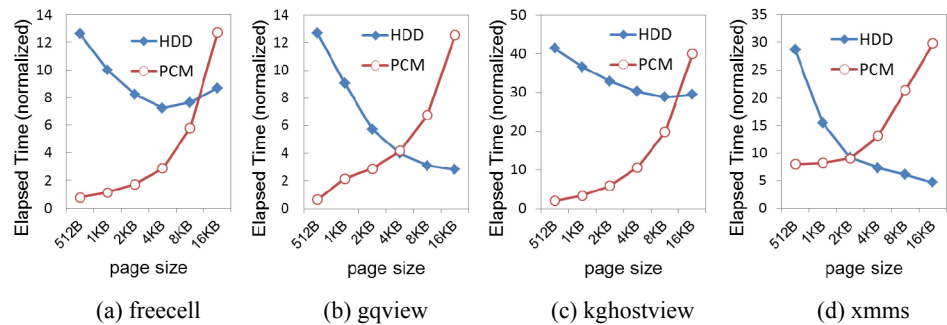 Elapsed Time (normalized)
14
12
10
8
6
4
2
0
HDD
PCM
512B
1KB
2KB
4KB
8KB
16KB
page size
(a) freecell
Elapsed Time (normalized)
14
12
10
8
6
4
2
0
HDD
PCM
512B
1KB
2KB
4KB
8KB
16KB
page size
(b) gqview
Elapsed Time (normalized)
50
40
30
20
10
0
HDD
PCM
512B
1KB
2KB
4KB
8KB
16KB
page size
(c) kghostview
Elapsed Time (normalized)
35
30
25
20
15
10
5
0
HDD
PCM
512B
1KB
2KB
4KB
8KB
16KB
page size
(d) xmms